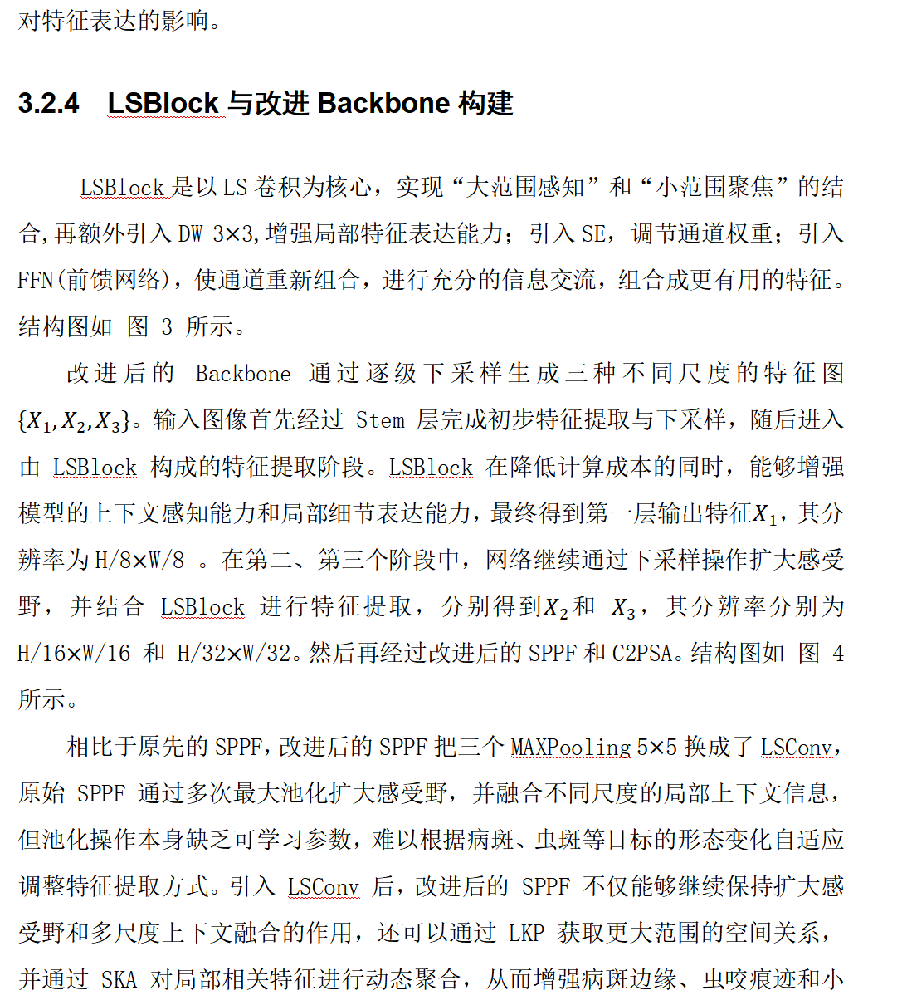 对特征表达的影响。
3.2.4 LSBlock 与改进 Backbone 构建
LSBlock 是以 LS 卷积为核心，实现“大范围感知”和“小范围聚焦”的结
合,再额外引入 DW 3×3,增强局部特征表达能力；引入 SE，调节通道权重；引入
FFN(前馈网络)，使通道重新组合，进行充分的信息交流，组合成更有用的特征。
结构图如 图 3 所示。
改进后的 Backbone 通过逐级下采样生成三种不同尺度的特征图
{X₁,X₂,X₃}。输入图像首先经过 Stem 层完成初步特征提取与下采样，随后进入
由 LSBlock 构成的特征提取阶段。LSBlock 在降低计算成本的同时，能够增强
模型的上下文感知能力和局部细节表达能力，最终得到第一层输出特征X₁，其分
辨率为 H/8×W/8 。在第二、第三个阶段中，网络继续通过下采样操作扩大感受
野，并结合 LSBlock 进行特征提取，分别得到X₂和 X₃，其分辨率分别为
H/16×W/16 和 H/32×W/32。然后再经过改进后的 SPPF 和 C2PSA。结构图如 图 4
所示。
相比于原先的 SPPF，改进后的 SPPF 把三个 MAXPooling 5×5 换成了 LSConv，
原始 SPPF 通过多次最大池化扩大感受野，并融合不同尺度的局部上下文信息，
但池化操作本身缺乏可学习参数，难以根据病斑、虫斑等目标的形态变化自适应
调整特征提取方式。引入 LSConv 后，改进后的 SPPF 不仅能够继续保持扩大感
受野和多尺度上下文融合的作用，还可以通过 LKP 获取更大范围的空间关系，
并通过 SKA 对局部相关特征进行动态聚合，从而增强病斑边缘、虫咬痕迹和小